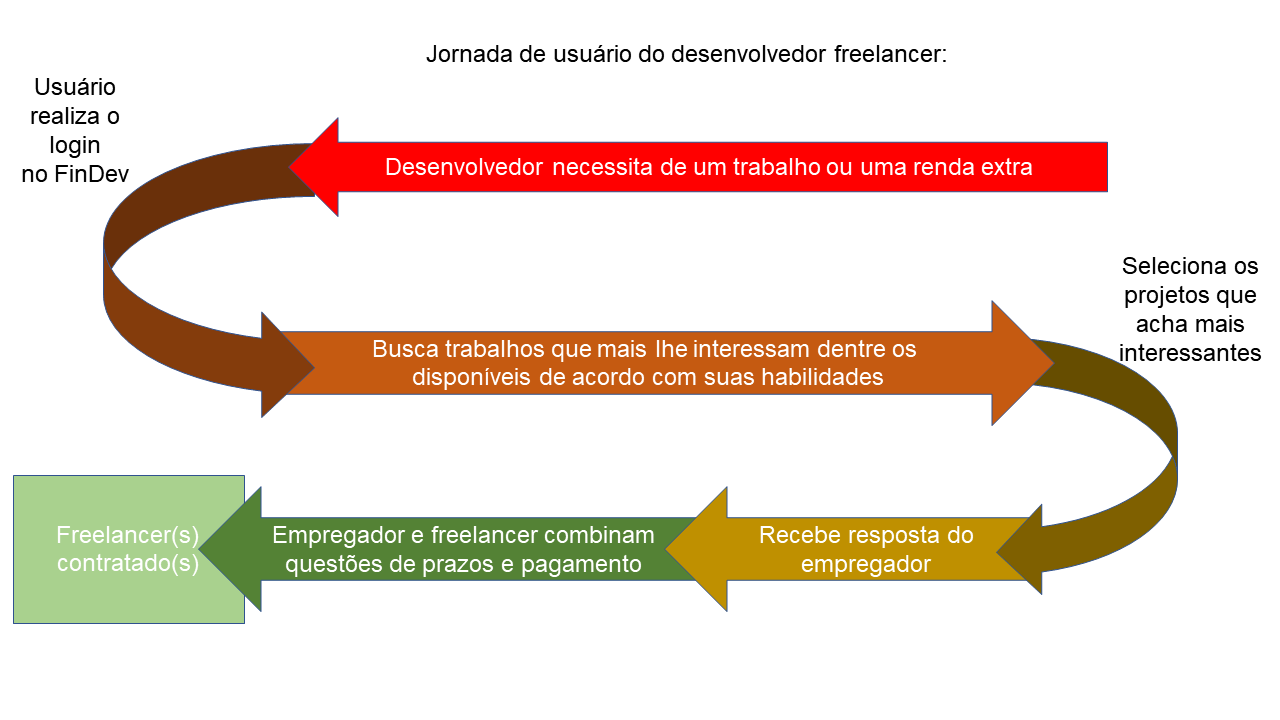 Jornada de usuário do desenvolvedor freelancer:
Desenvolvedor necessita de um trabalho ou uma renda extra
Usuário
realiza o
login
no FinDev
Busca trabalhos que mais lhe interessam dentre os
disponíveis de acordo com suas habilidades
Seleciona os
projetos que
acha mais
interessantes
Recebe resposta do
empregador
Empregador e freelancer combinam
questões de prazos e pagamento
Freelancer(s)
contratado(s)